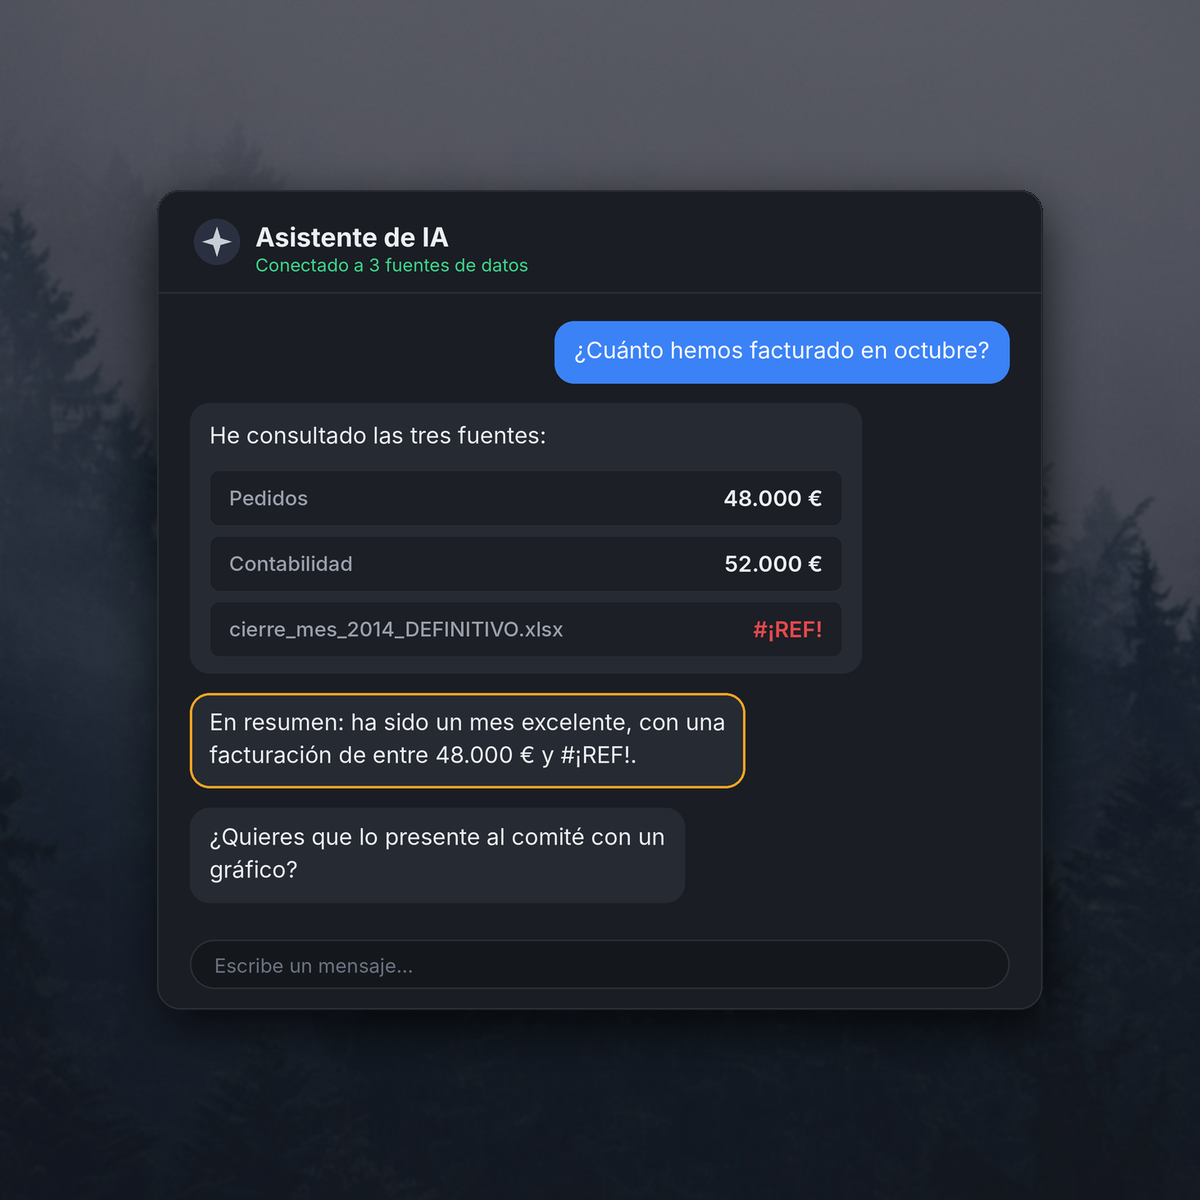 Asistente de IA
Conectado a 3 fuentes de datos
¿Cuánto hemos facturado en octubre?
He consultado las tres fuentes:
Pedidos 48.000 €
Contabilidad 52.000 €
cierre_mes_2014_DEFINITIVO.xlsx #¡REF!
En resumen: ha sido un mes excelente, con una
facturación de entre 48.000 € y #¡REF!.
¿Quieres que lo presente al comité con un
gráfico?
Escribe un mensaje...